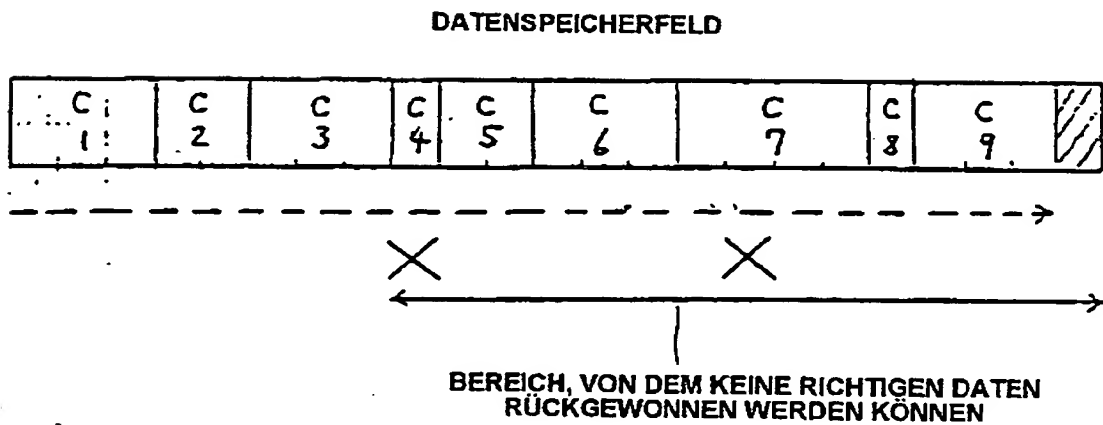 DATENSPEICHERFELD
C 1 C 2 C 3 C 4 C 5 C 6 C 7 C 8 C 9
BEREICH, VON DEM KEINE RICHTIGEN DATEN
RÜCKGEWONNEN WERDEN KÖNNEN